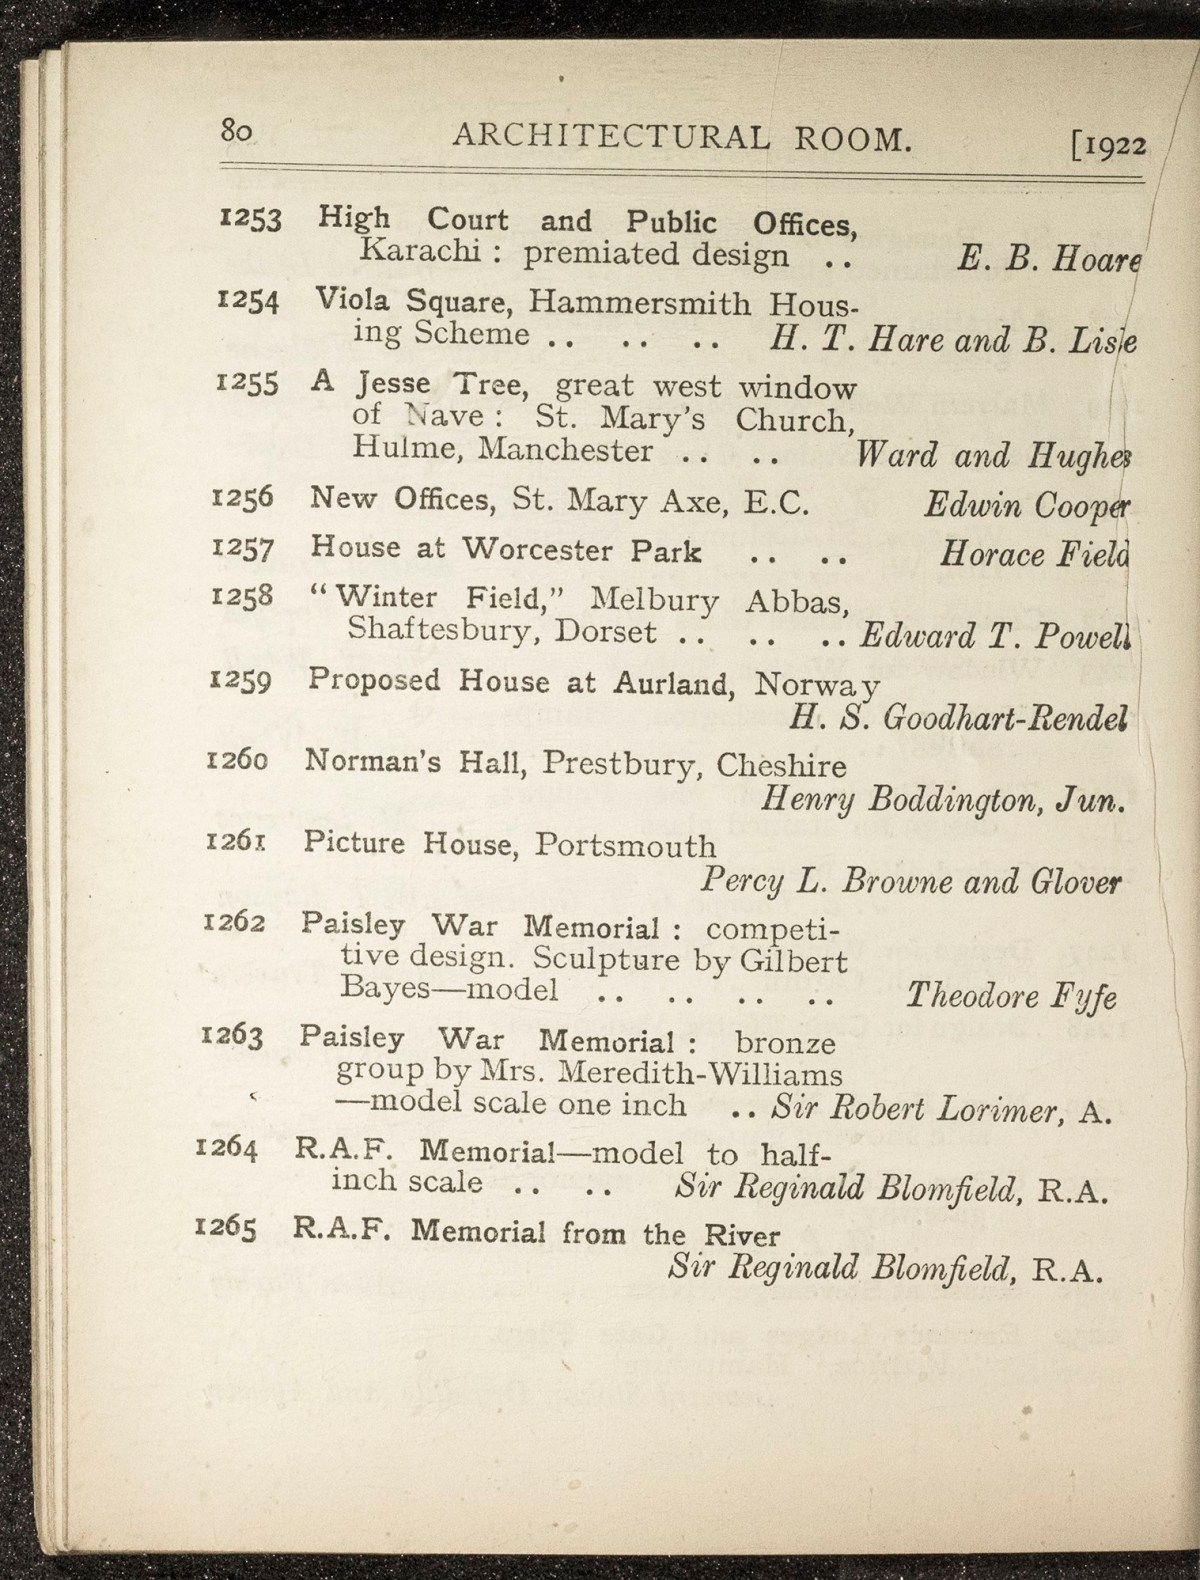 80 ARCHITECTURAL ROOM. [1922
1253 High Court and Public Offices,
Karachi : premiated design .. E. B. Hoare
1254 Viola Square, Hammersmith Hous-
ing Scheme .. .. .. H. T. Hare and B. Lisle
1255 A Jesse Tree, great west window
of Nave : St. Mary's Church,
Hulme, Manchester .. .. Ward and Hughes
1256 New Offices, St. Mary Axe, E.C. Edwin Cooper
1257 House at Worcester Park .. .. Horace Field
1258 “Winter Field,” Melbury Abbas,
Shaftesbury, Dorset .. .. .. Edward T. Powell
1259 Proposed House at Aurland, Norway
H. S. Goodhart-Rendel
1260 Norman's Hall, Prestbury, Cheshire
Henry Boddington, Jun.
1261 Picture House, Portsmouth
Percy L. Browne and Glover
1262 Paisley War Memorial : competi-
tive design. Sculpture by Gilbert
Bayes—model .. .. .. .. Theodore Fyfe
1263 Paisley War Memorial : bronze
group by Mrs. Meredith-Williams
—model scale one inch .. Sir Robert Lorimer, A.
1264 R.A.F. Memorial—model to half-
inch scale .. .. Sir Reginald Blomfield, R.A.
1265 R.A.F. Memorial from the River
Sir Reginald Blomfield, R.A.